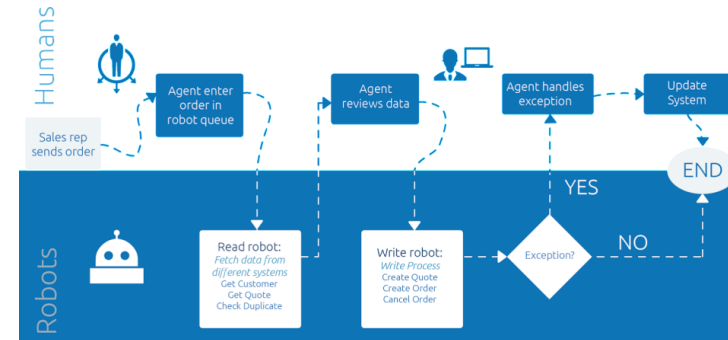 Humans
Sales rep
sends order
Agent enter
order in
robot queue
Agent
reviews data
Agent handles
exception
Update
System
END
YES
Robots
Read robot:
Fetch data from
different systems
Get Customer
Get Quote
Check Duplicate
Write robot:
Write Process
Create Quote
Create Order
Cancel Order
Exception?
NO